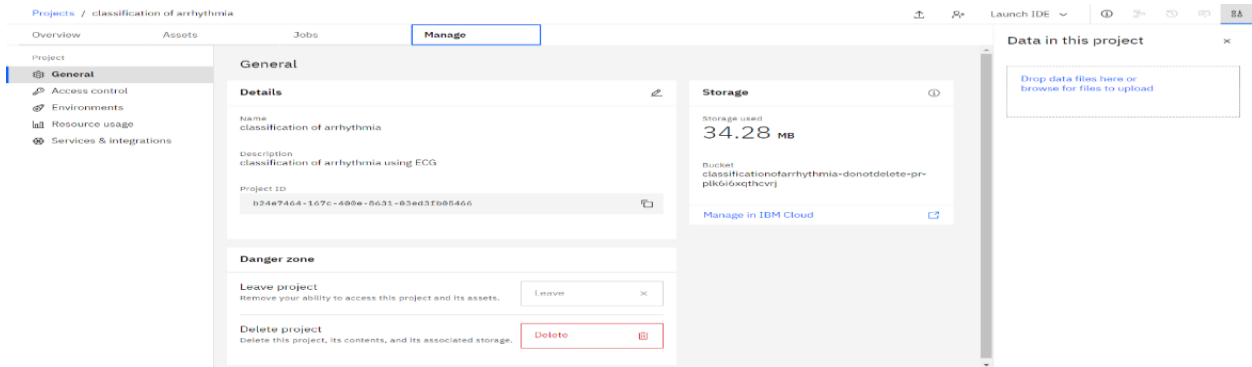 Projects / classification of arrhythmia
Launch IDE
Overview
Assets
Jobs
Manage
Project
General
Access control
Environments
Resource usage
Services & integrations
General
Details
Name
classification of arrhythmia
Description
classification of arrhythmia using ECG
Project ID
b24e7464-167c-400e-8631-03ed3fb05466
Danger zone
Leave project
Remove your ability to access this project and its assets.
Leave
Delete project
Delete this project, its contents, and its associated storage.
Delete
Storage
Storage used
34.28 MB
Bucket
classificationofarrhythmia-donotdelete-pr-
plk6i6xqthcvrj
Manage in IBM Cloud
Data in this project
Drop data files here or
browse for files to upload